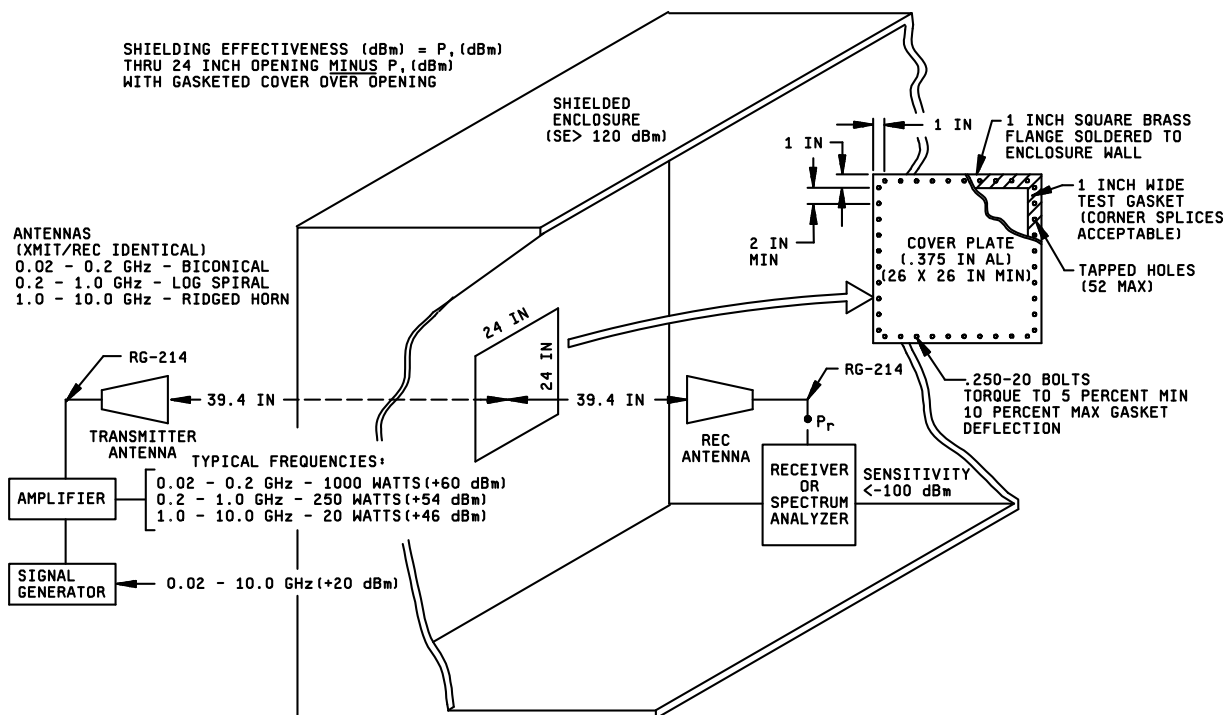 SHIELDING EFFECTIVENESS (dBm) = P, (dBm)
THRU 24 INCH OPENING MINUS P, (dBm)
WITH GASKETED COVER OVER OPENING
SHIELDED
ENCLOSURE
(SE> 120 dBm)
1 IN
1 IN
2 IN
MIN
1 INCH SQUARE BRASS
FLANGE SOLDERED TO
ENCLOSURE WALL
1 INCH WIDE
TEST GASKET
(CORNER SPLICES
ACCEPTABLE)
COVER PLATE
(.375 IN AL)
(26 X 26 IN MIN)
TAPPED HOLES
(52 MAX)
ANTENNAS
(XMIT/REC IDENTICAL)
0.02 - 0.2 GHz - BICONICAL
0.2 - 1.0 GHz - LOG SPIRAL
1.0 - 10.0 GHz - RIDGED HORN
24 IN
24 IN
RG-214
39.4 IN
39.4 IN
RG-214
.250-20 BOLTS
TORQUE TO 5 PERCENT MIN
10 PERCENT MAX GASKET
DEFLECTION
TRANSMITTER
ANTENNA
REC
ANTENNA
Pr
TYPICAL FREQUENCIES:
0.02 - 0.2 GHz - 1000 WATTS (+60 dBm)
0.2 - 1.0 GHz - 250 WATTS (+54 dBm)
1.0 - 10.0 GHz - 20 WATTS (+46 dBm)
AMPLIFIER
RECEIVER
OR
SPECTRUM
ANALYZER
SENSITIVITY
<-100 dBm
SIGNAL
GENERATOR
0.02 - 10.0 GHz (+20 dBm)